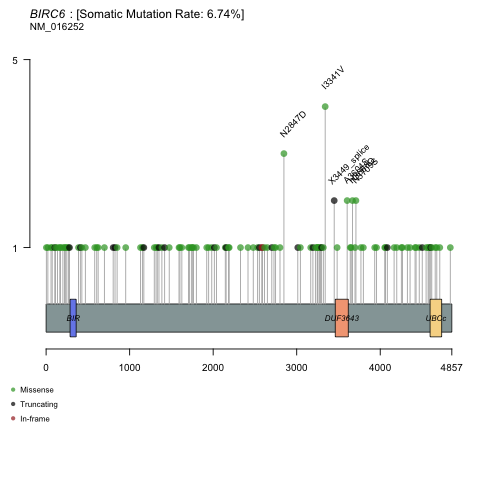 BIRC6 : [Somatic Mutation Rate: 6.74%]
NM_016252
5
I3341V
N2847D
X3449_splice
1
BIR
DUF3643
UBCc
0
1000
2000
3000
4000
4857
Missense
Truncating
In-frame